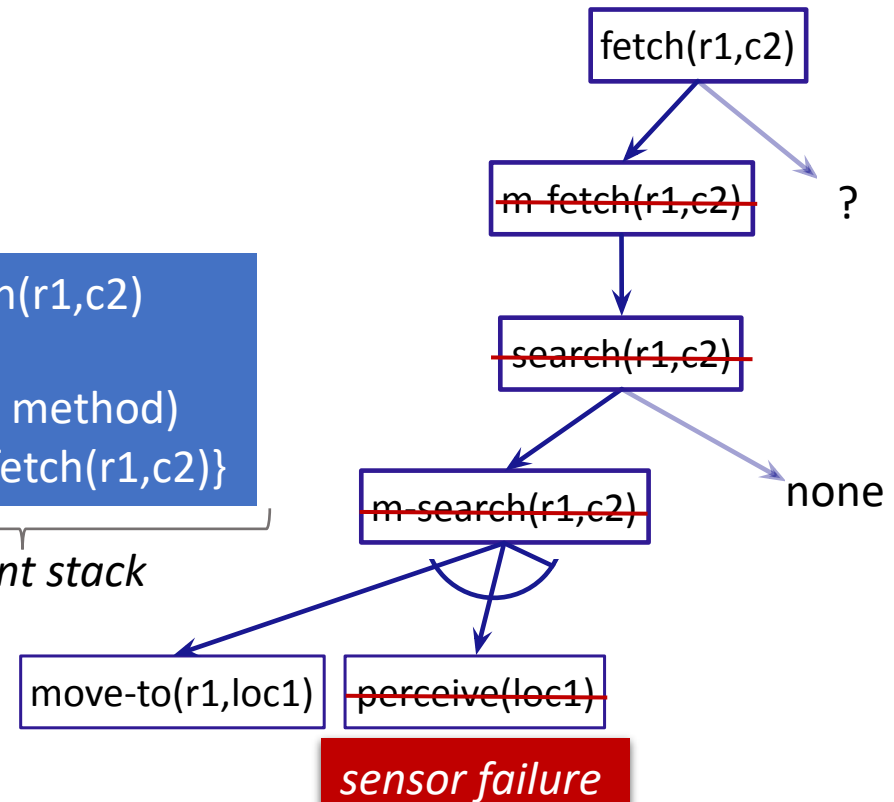 fetch(r1,c2)
m-fetch(r1,c2)
?
n(r1,c2)
search(r1,c2)
method)
etch(r1,c2)}
m-search(r1,c2)
none
nt stack
move-to(r1,loc1)
perceive(loc1)
sensor failure